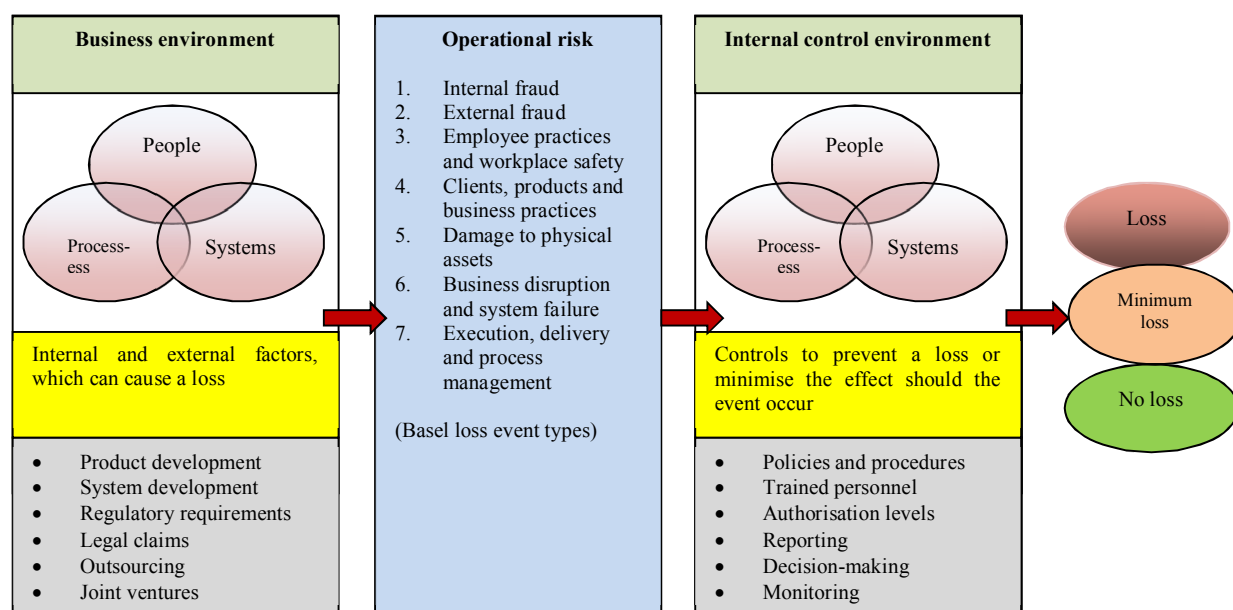 Business environment
People
Process-
ess
Systems
Internal and external factors,
which can cause a loss
• Product development
• System development
• Regulatory requirements
• Legal claims
• Outsourcing
• Joint ventures
Operational risk
1. Internal fraud
2. External fraud
3. Employee practices
and workplace safety
4. Clients, products and
business practices
5. Damage to physical
assets
6. Business disruption
and system failure
7. Execution, delivery
and process
management
(Basel loss event types)
Internal control environment
People
Process-
ess
Systems
Controls to prevent a loss or
minimise the effect should the
event occur
• Policies and procedures
• Trained personnel
• Authorisation levels
• Reporting
• Decision-making
• Monitoring
Loss
Minimum
loss
No loss